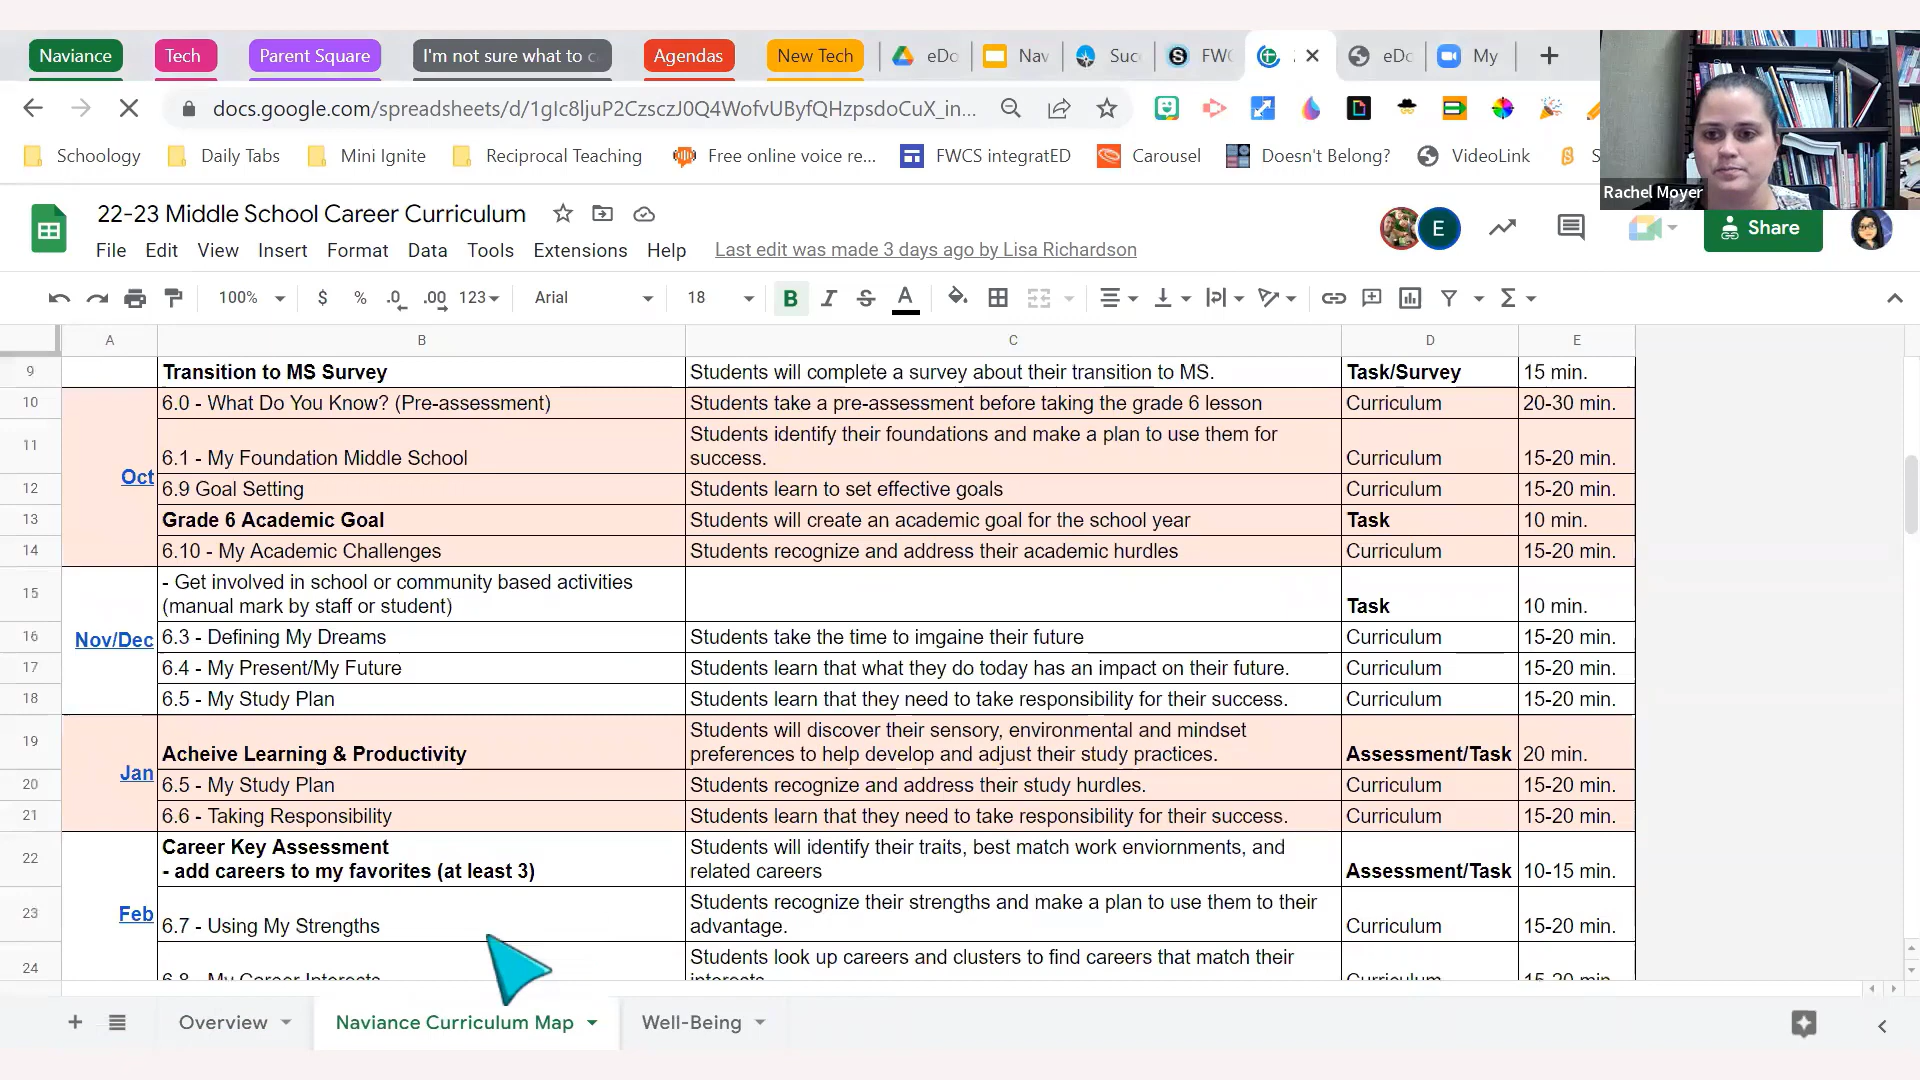 Naviance Tech Parent Square I'm not sure what to c Agendas New Tech eDo Nav Suc FWC eDc My
docs.google.com/spreadsheets/d/1gIc8ljuP2CzsczJ0Q4WofvUByfQHzpsdoCuX_in...
Schoology Daily Tabs Mini Ignite Reciprocal Teaching Free online voice re... FWCS integratED Carousel Doesn't Belong? VideoLink S
Rachel Moyer
22-23 Middle School Career Curriculum
E
Share
File Edit View Insert Format Data Tools Extensions Help Last edit was made 3 days ago by Lisa Richardson
100% $ % .0 .00 123 Arial 18 B I S A
A B C D E
9 Transition to MS Survey Students will complete a survey about their transition to MS. Task/Survey 15 min.
10 6.0 - What Do You Know? (Pre-assessment) Students take a pre-assessment before taking the grade 6 lesson Curriculum 20-30 min.
Students identify their foundations and make a plan to use them for
11 6.1 - My Foundation Middle School success. Curriculum 15-20 min.
Oct
12 6.9 Goal Setting Students learn to set effective goals Curriculum 15-20 min.
13 Grade 6 Academic Goal Students will create an academic goal for the school year Task 10 min.
14 6.10 - My Academic Challenges Students recognize and address their academic hurdles Curriculum 15-20 min.
- Get involved in school or community based activities
15 (manual mark by staff or student) Task 10 min.
Nov/Dec
16 6.3 - Defining My Dreams Students take the time to imgaine their future Curriculum 15-20 min.
17 6.4 - My Present/My Future Students learn that what they do today has an impact on their future. Curriculum 15-20 min.
18 6.5 - My Study Plan Students learn that they need to take responsibility for their success. Curriculum 15-20 min.
Students will discover their sensory, environmental and mindset
19 Acheive Learning & Productivity preferences to help develop and adjust their study practices. Assessment/Task 20 min.
Jan
20 6.5 - My Study Plan Students recognize and address their study hurdles. Curriculum 15-20 min.
21 6.6 - Taking Responsibility Students learn that they need to take responsibility for their success. Curriculum 15-20 min.
Career Key Assessment Students will identify their traits, best match work enviornments, and
22 - add careers to my favorites (at least 3) related careers Assessment/Task 10-15 min.
Feb
Students recognize their strengths and make a plan to use them to their
23 6.7 - Using My Strengths advantage. Curriculum 15-20 min.
Students look up careers and clusters to find careers that match their
24 6.8 - My Career Interests interests. Curriculum 15-20 min.
Overview Naviance Curriculum Map Well-Being